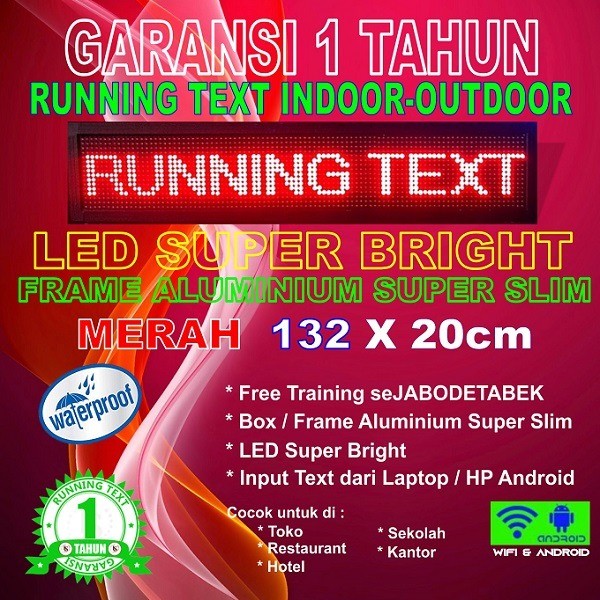 GARANSI 1 TAHUN
RUNNING TEXT INDOOR-OUTDOOR
RUNNING TEXT
LED SUPER BRIGHT
FRAME ALUMINIUM SUPER SLIM
MERAH 132 X 20cm
waterproof
* Free Training seJABODETABEK
* Box / Frame Aluminium Super Slim
* LED Super Bright
* Input Text dari Laptop / HP Android
RUNNING TEXT
1
TAHUN
GARANSI
Cocok untuk di :
* Toko
* Restaurant
* Hotel
* Sekolah
* Kantor
ANDROID
WIFI & ANDROID